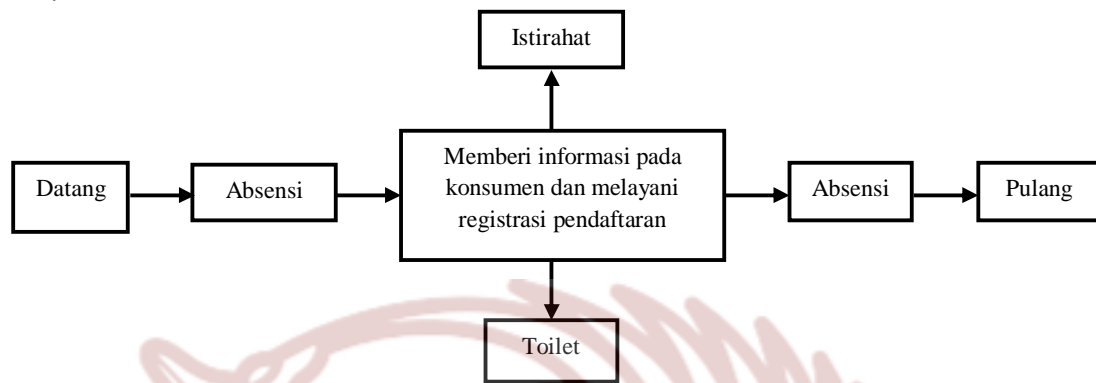 Istirahat
Datang
Absensi
Memberi informasi pada
konsumen dan melayani
registrasi pendaftaran
Absensi
Pulang
Toilet